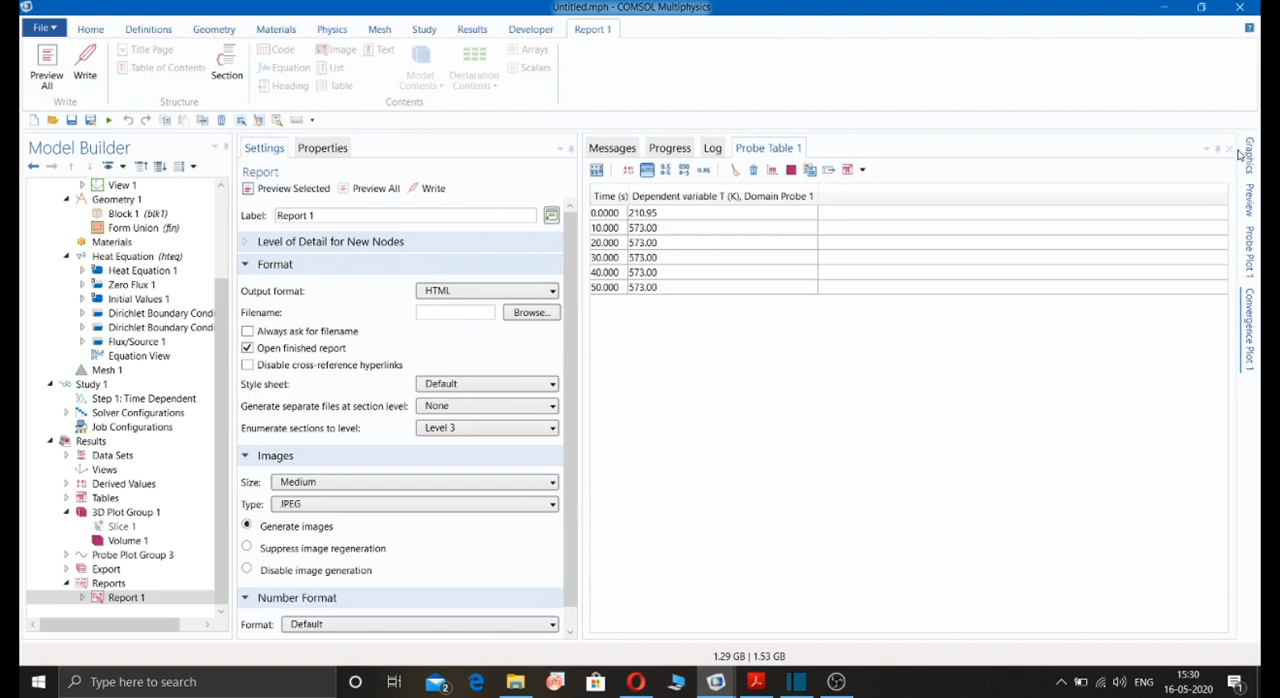 Untitled.mph - COMSOL Multiphysics
File Home Definitions Geometry Materials Physics Mesh Study Results Developer Report 1
Preview All Write
Title Page
Table of Contents
Section
Code Image Text
Equation List
Heading Table
Model Contents
Declaration Contents
Arrays
Scalars
Write Structure Contents
Model Builder
View 1
Geometry 1
Block 1 (blk1)
Form Union (fin)
Materials
Heat Equation (hteq)
Heat Equation 1
Zero Flux 1
Initial Values 1
Dirichlet Boundary Cond
Dirichlet Boundary Cond
Flux/Source 1
Equation View
Mesh 1
Study 1
Step 1: Time Dependent
Solver Configurations
Job Configurations
Results
Data Sets
Views
Derived Values
Tables
3D Plot Group 1
Slice 1
Volume 1
Probe Plot Group 3
Export
Reports
Report 1
Settings Properties
Report
Preview Selected Preview All Write
Label: Report 1
Level of Detail for New Nodes
Format
Output format: HTML
Filename: Browse...
Always ask for filename
Open finished report
Disable cross-reference hyperlinks
Style sheet: Default
Generate separate files at section level: None
Enumerate sections to level: Level 3
Images
Size: Medium
Type: JPEG
Generate images
Suppress image regeneration
Disable image generation
Number Format
Format: Default
Messages Progress Log Probe Table 1
Time (s) Dependent variable T (K), Domain Probe 1
0.0000 210.95
10.000 573.00
20.000 573.00
30.000 573.00
40.000 573.00
50.000 573.00
Graphics
Preview
Probe Plot 1
Convergence Plot 1
1.29 GB | 1.53 GB
Type here to search
2
ENG
15:30
16-05-2020
1